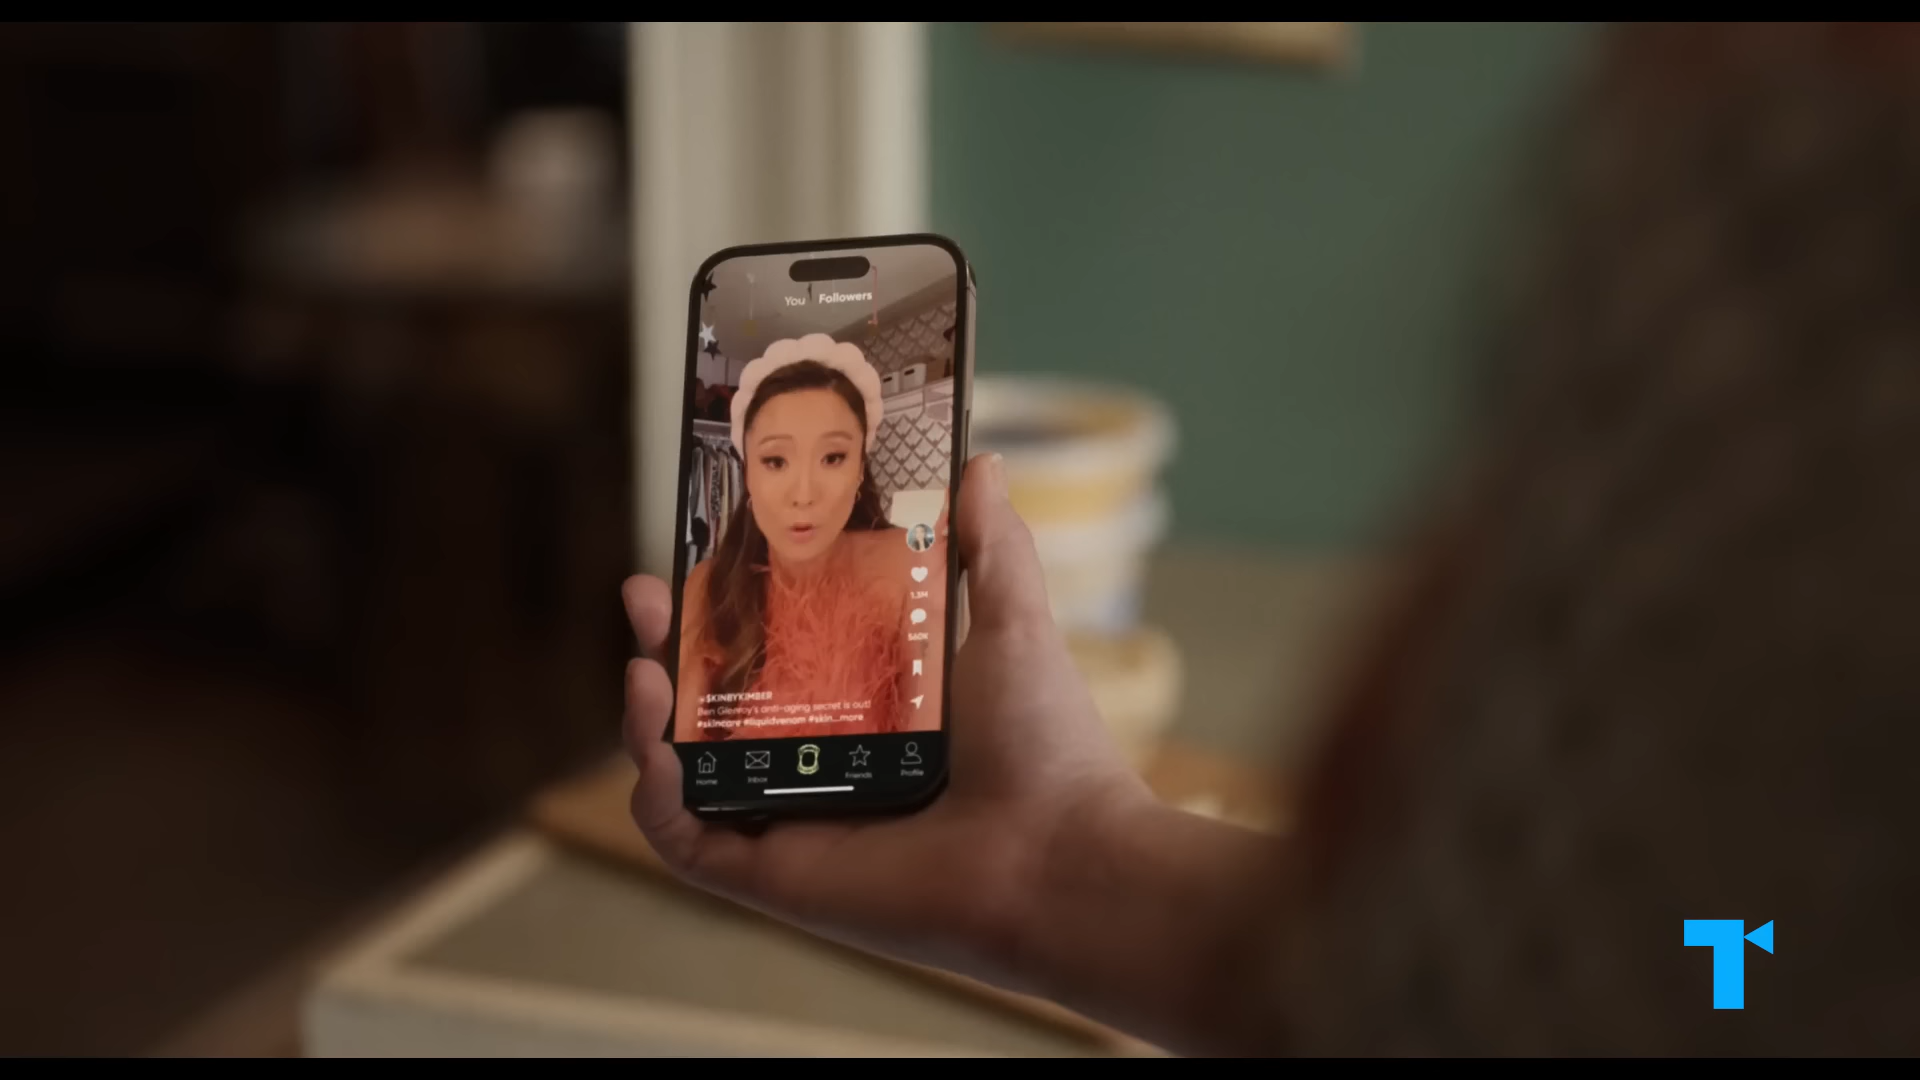 You Followers
1.3M
560K
$KINBYKIMBER
Ben Glenroy's anti-aging secret is out!
#skincare #liquidvenom #skin...more
Home Inbox Friends Profile
T